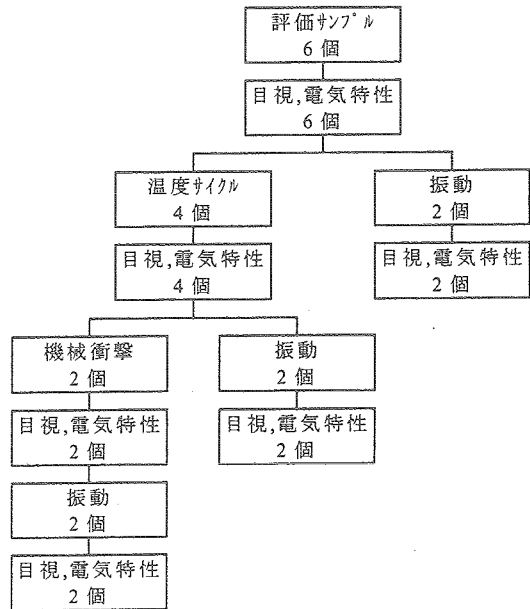 評価ｻﾝﾌﾟﾙ
6 個
目視,電気特性
6 個
温度ｻｲｸﾙ
4 個
振動
2 個
目視,電気特性
4 個
目視,電気特性
2 個
機械衝撃
2 個
振動
2 個
目視,電気特性
2 個
目視,電気特性
2 個
振動
2 個
目視,電気特性
2 個